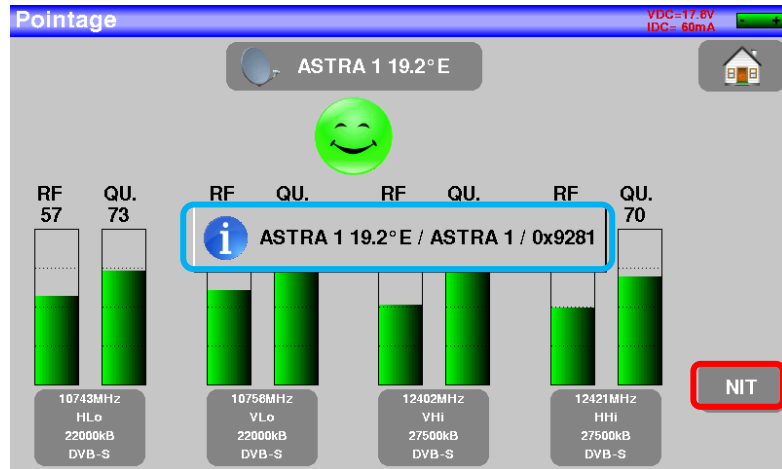 Pointage
VDC=17.8V
IDC= 60mA
- +
ASTRA 1 19.2°E
RF QU. RF QU. RF QU. RF QU.
57 73 70
i ASTRA 1 19.2°E / ASTRA 1 / 0x9281
NIT
10743MHz
HLo
22000kB
DVB-S
10758MHz
VLo
22000kB
DVB-S
12402MHz
VHi
27500kB
DVB-S
12421MHz
HHi
27500kB
DVB-S